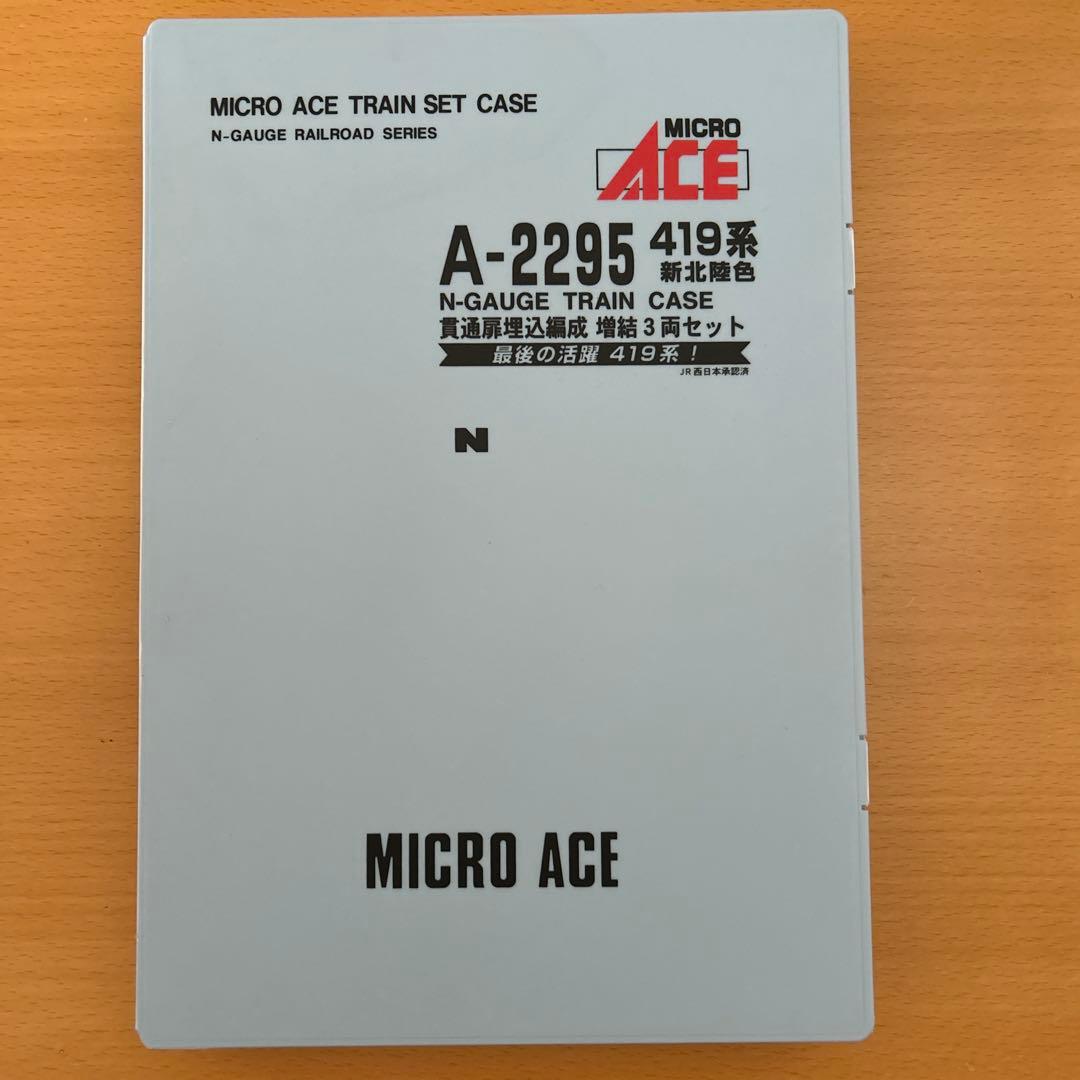 MICRO ACE TRAIN SET CASE
N-GAUGE RAILROAD SERIES
MICRO
ACE
A-2295 419系
新北陸色
N-GAUGE TRAIN CASE
貫通扉埋込編成 増結3両セット
最後の活躍 419系!
JR西日本承認済
N
MICRO ACE